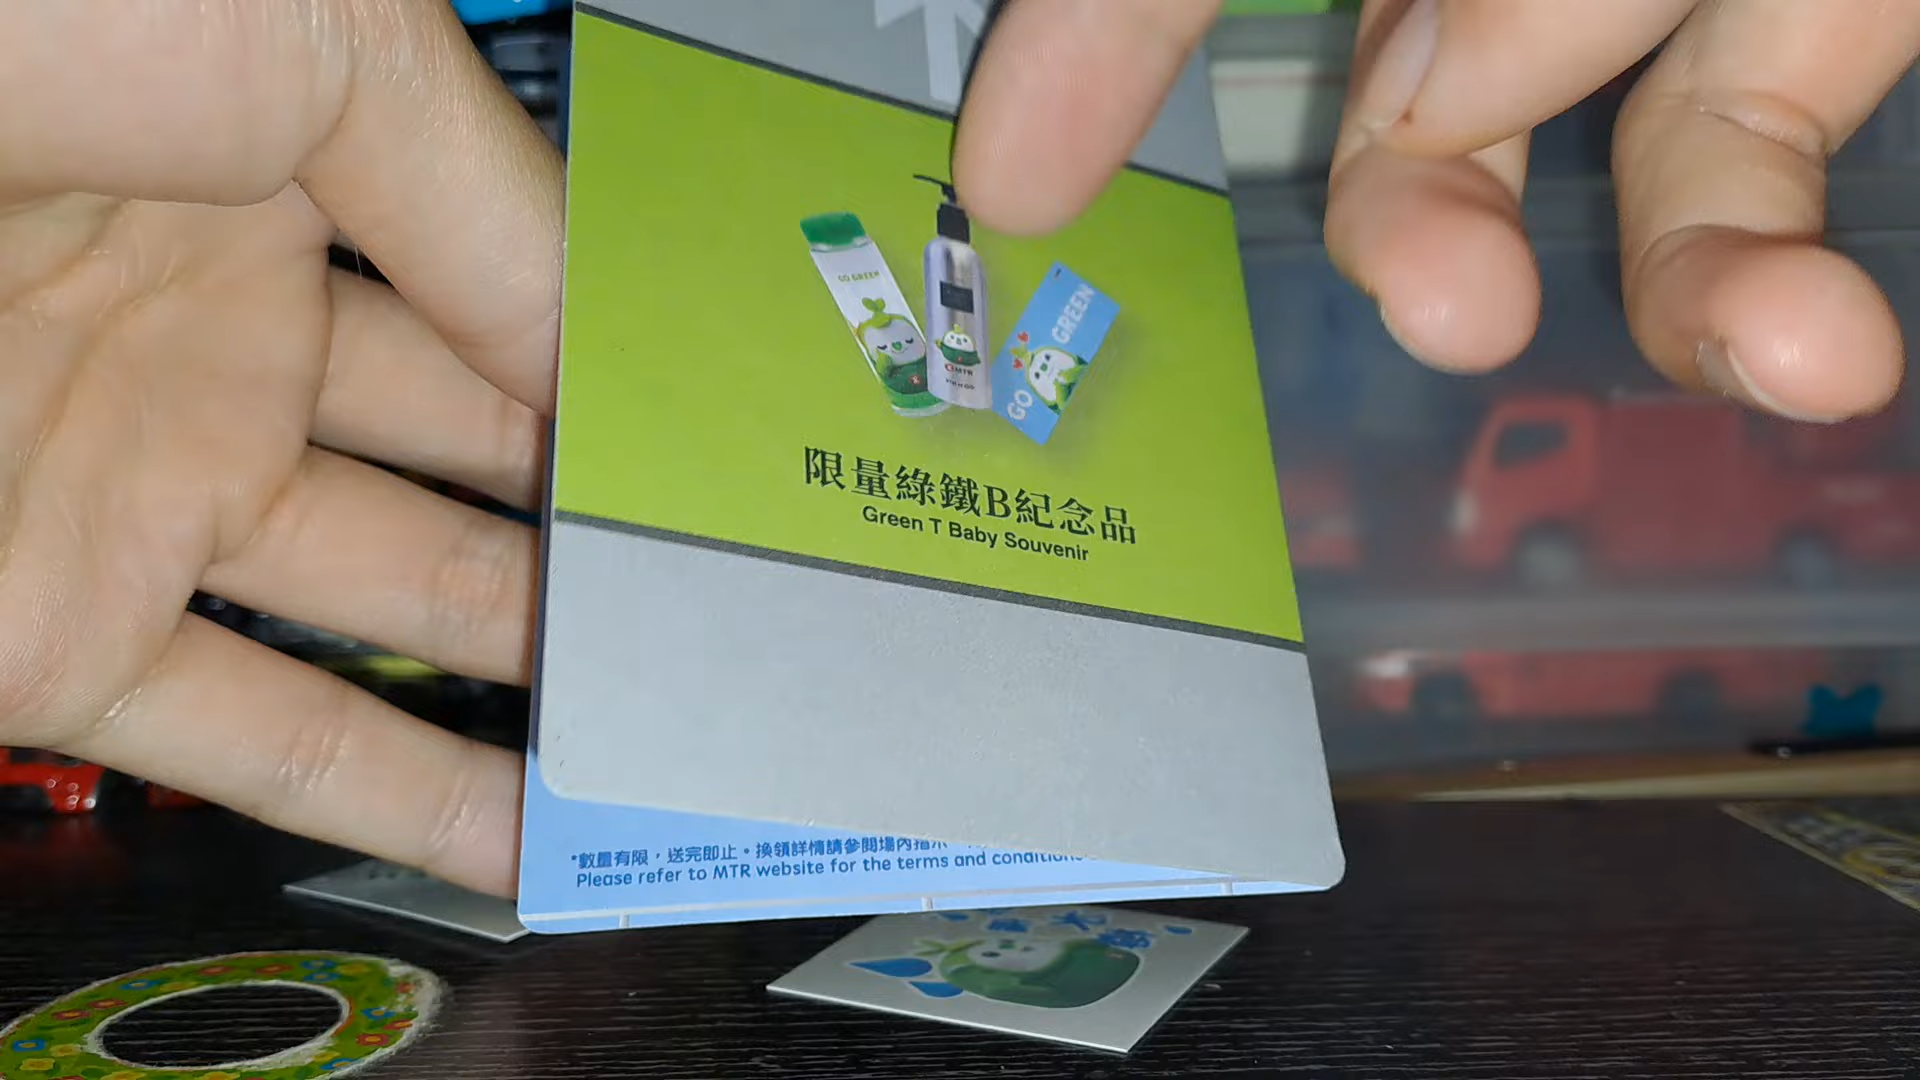 GO GREEN
MTR
GO GREEN
限量綠鐵B紀念品
Green T Baby Souvenir
*數量有限，送完即止。換領詳情請參閱場內指示
Please refer to MTR website for the terms and conditions